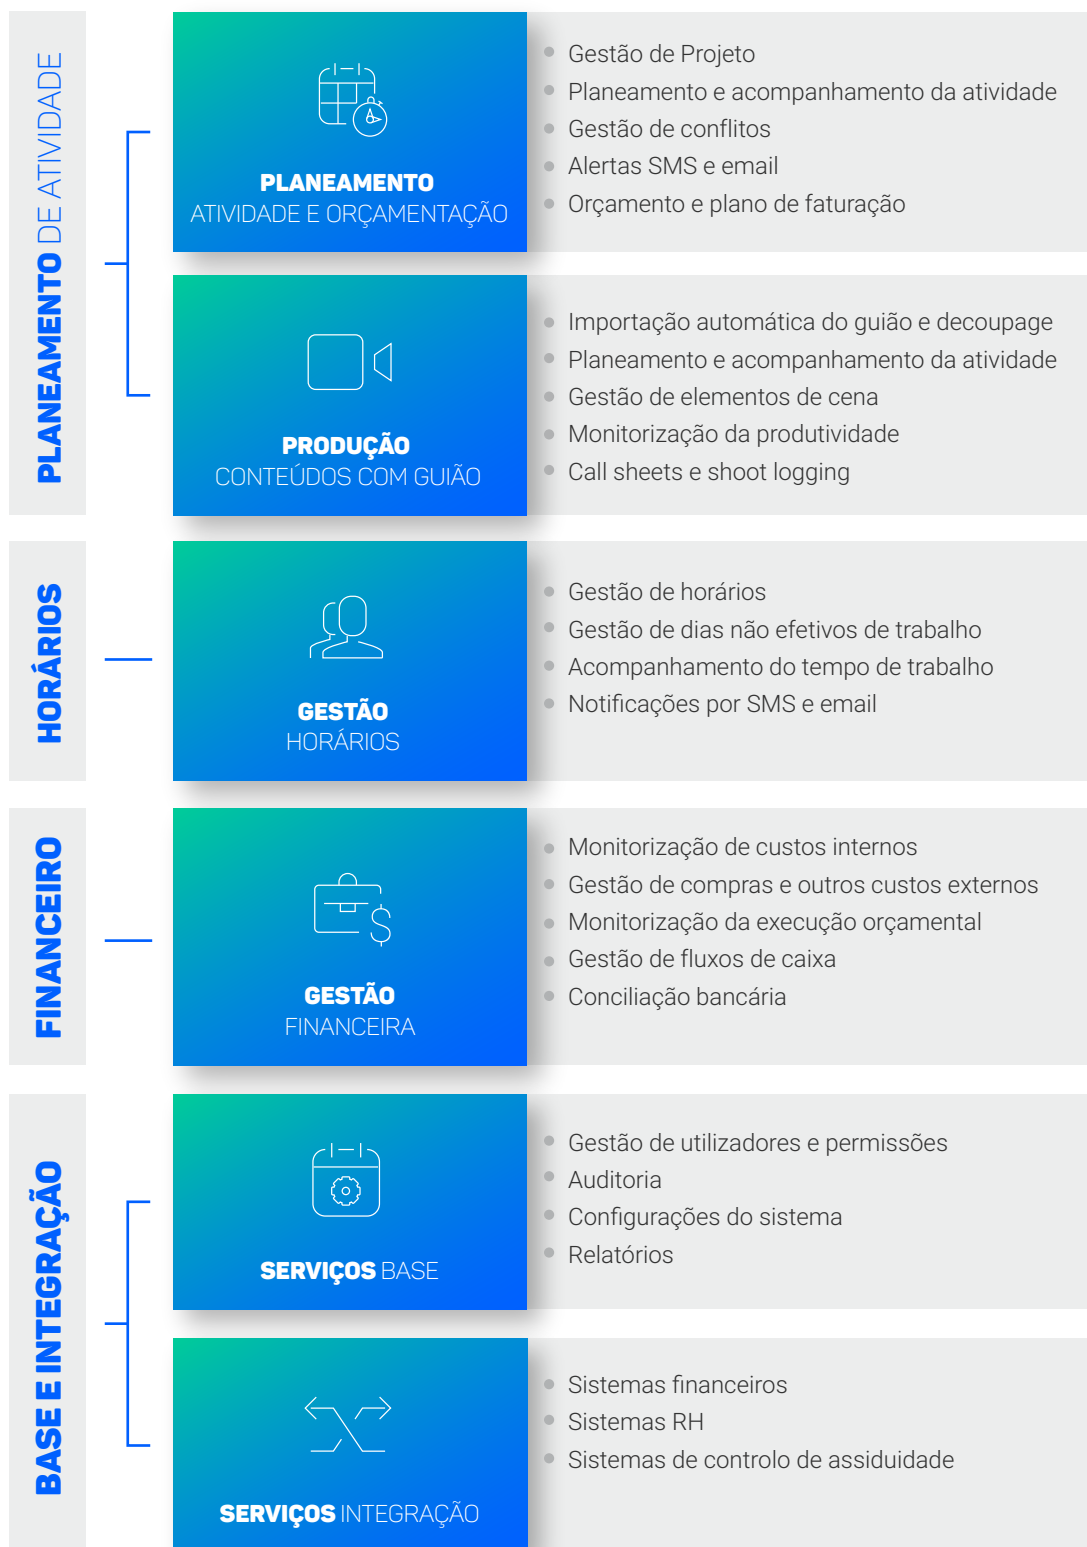 PLANEAMENTO DE ATIVIDADE
PLANEAMENTO
ATIVIDADE E ORÇAMENTAÇÃO
Gestão de Projeto
Planeamento e acompanhamento da atividade
Gestão de conflitos
Alertas SMS e email
Orçamento e plano de faturação
PRODUÇÃO
CONTEÚDOS COM GUIÃO
Importação automática do guião e decoupage
Planeamento e acompanhamento da atividade
Gestão de elementos de cena
Monitorização da produtividade
Call sheets e shoot logging
HORÁRIOS
GESTÃO
HORÁRIOS
Gestão de horários
Gestão de dias não efetivos de trabalho
Acompanhamento do tempo de trabalho
Notificações por SMS e email
FINANCEIRO
GESTÃO
FINANCEIRA
Monitorização de custos internos
Gestão de compras e outros custos externos
Monitorização da execução orçamental
Gestão de fluxos de caixa
Conciliação bancária
BASE E INTEGRAÇÃO
SERVIÇOS BASE
Gestão de utilizadores e permissões
Auditoria
Configurações do sistema
Relatórios
SERVIÇOS INTEGRAÇÃO
Sistemas financeiros
Sistemas RH
Sistemas de controlo de assiduidade